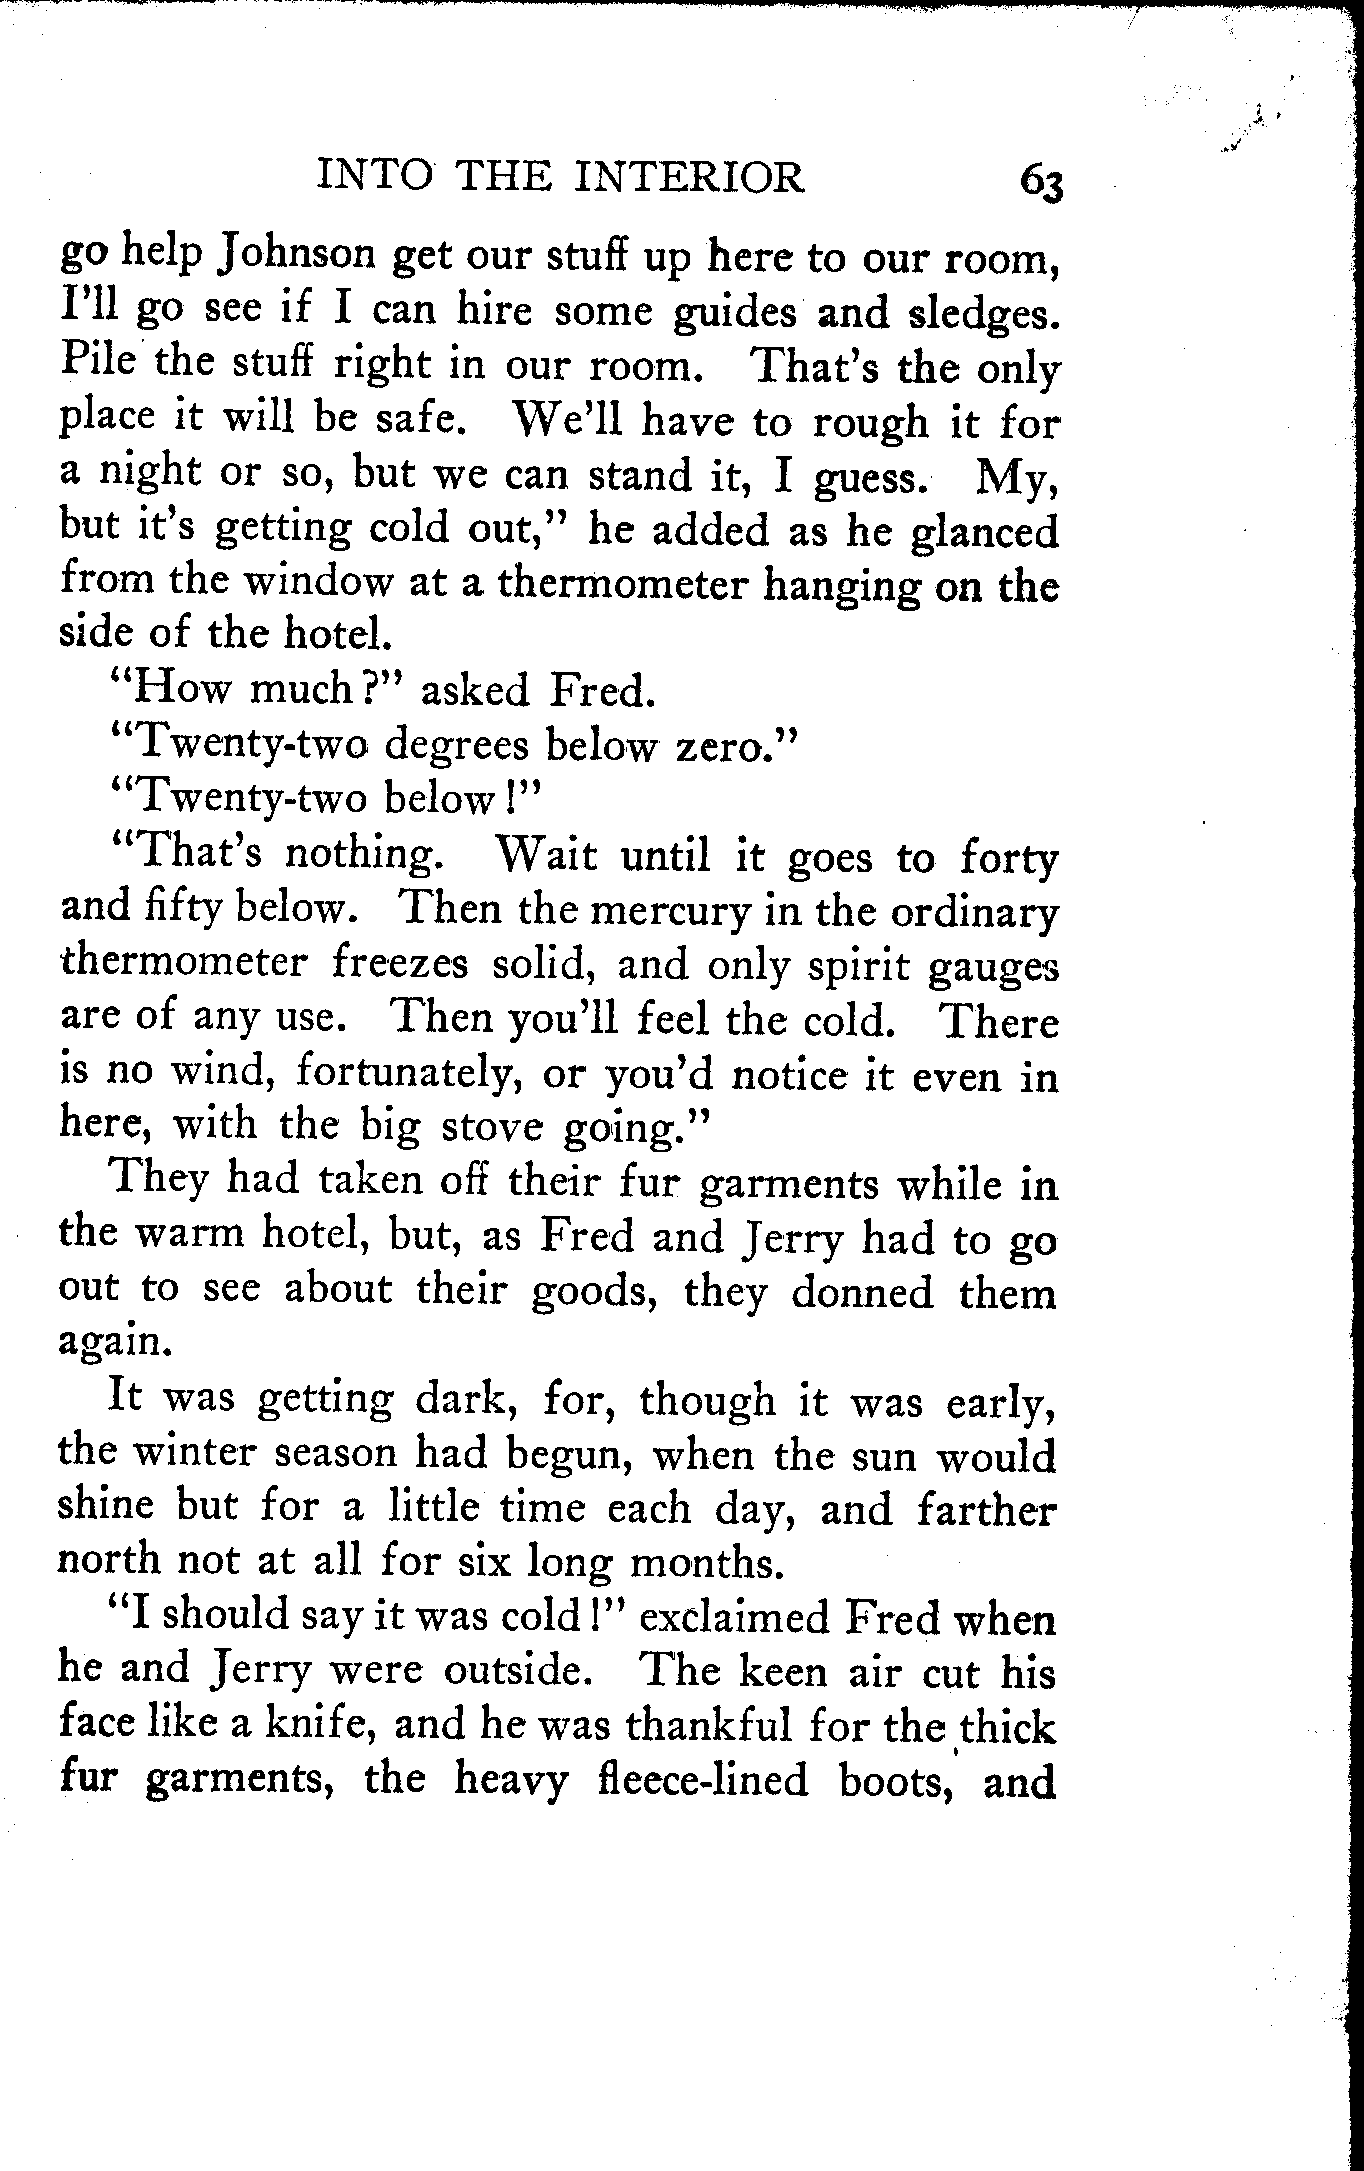 INTO THE INTERIOR 63
go help Johnson get our stuff up here to our room,
I'll go see if I can hire some guides and sledges.
Pile the stuff right in our room. That's the only
place it will be safe. We'll have to rough it for
a night or so, but we can stand it, I guess. My,
but it's getting cold out," he added as he glanced
from the window at a thermometer hanging on the
side of the hotel.
"How much?" asked Fred.
"Twenty-two degrees below zero."
"Twenty-two below!"
"That's nothing. Wait until it goes to forty
and fifty below. Then the mercury in the ordinary
thermometer freezes solid, and only spirit gauges
are of any use. Then you'll feel the cold. There
is no wind, fortunately, or you'd notice it even in
here, with the big stove going."
They had taken off their fur garments while in
the warm hotel, but, as Fred and Jerry had to go
out to see about their goods, they donned them
again.
It was getting dark, for, though it was early,
the winter season had begun, when the sun would
shine but for a little time each day, and farther
north not at all for six long months.
"I should say it was cold!" exclaimed Fred when
he and Jerry were outside. The keen air cut his
face like a knife, and he was thankful for the thick
fur garments, the heavy fleece-lined boots, and